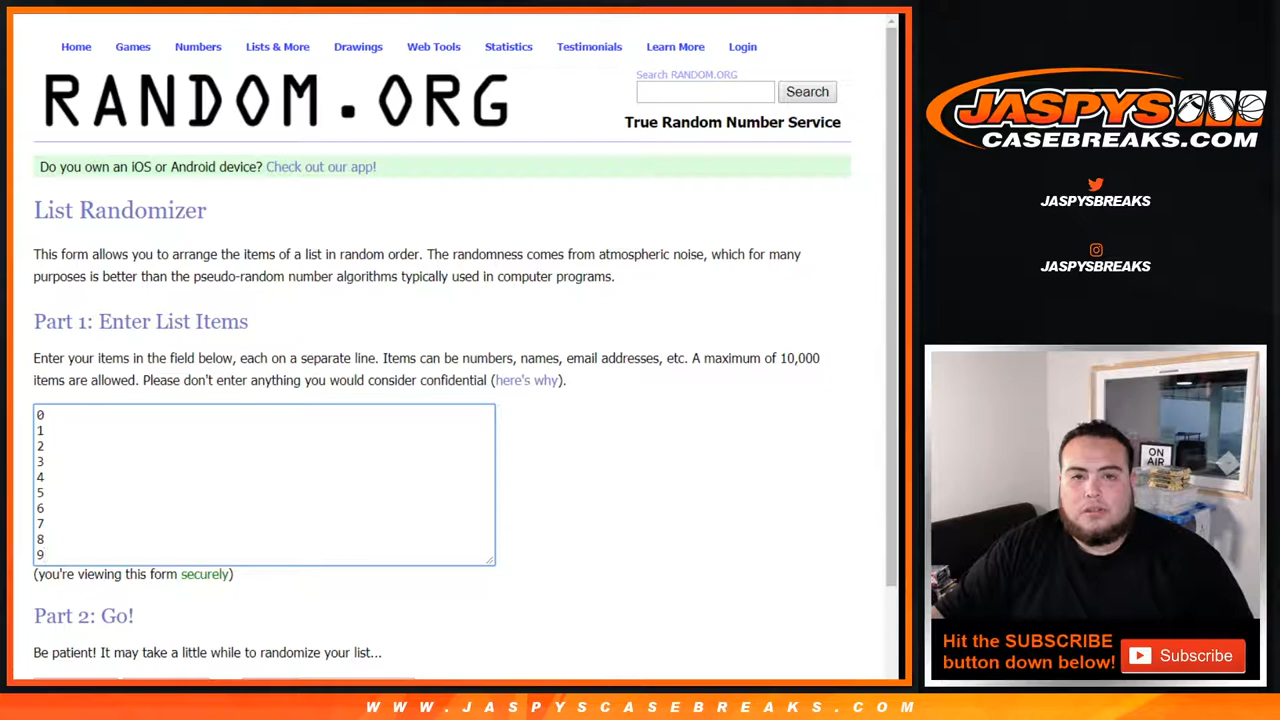 Home Games Numbers Lists & More Drawings Web Tools Statistics Testimonials Learn More Login
RANDOM.ORG
Search RANDOM.ORG
Search
True Random Number Service
Do you own an iOS or Android device? Check out our app!
List Randomizer
This form allows you to arrange the items of a list in random order. The randomness comes from atmospheric noise, which for many
purposes is better than the pseudo-random number algorithms typically used in computer programs.
Part 1: Enter List Items
Enter your items in the field below, each on a separate line. Items can be numbers, names, email addresses, etc. A maximum of 10,000
items are allowed. Please don't enter anything you would consider confidential (here's why).
0
1
2
3
4
5
6
7
8
9
(you're viewing this form securely)
Part 2: Go!
Be patient! It may take a little while to randomize your list...
JASPYS
CASEBREAKS.COM
JASPYSBREAKS
JASPYSBREAKS
ON
AIR
Hit the SUBSCRIBE
button down below!
Subscribe
WWW.JASPYSCASEBREAKS.COM